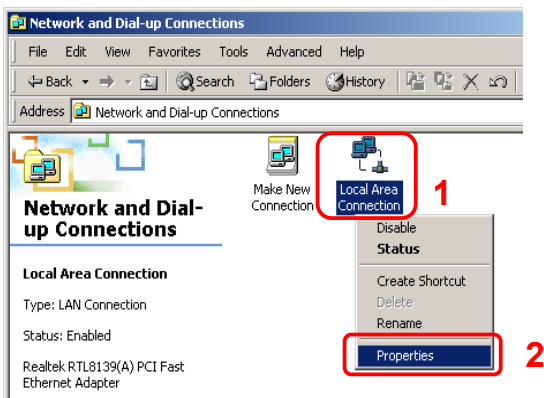 Network and Dial-up Connections
File Edit View Favorites Tools Advanced Help
Back Search Folders History
Address Network and Dial-up Connections
Make New
Connection
Local Area
Connection
1
Network and Dial-
up Connections
Disable
Status
Create Shortcut
Delete
Rename
Properties
2
Local Area Connection
Type: LAN Connection
Status: Enabled
Realtek RTL8139(A) PCI Fast
Ethernet Adapter